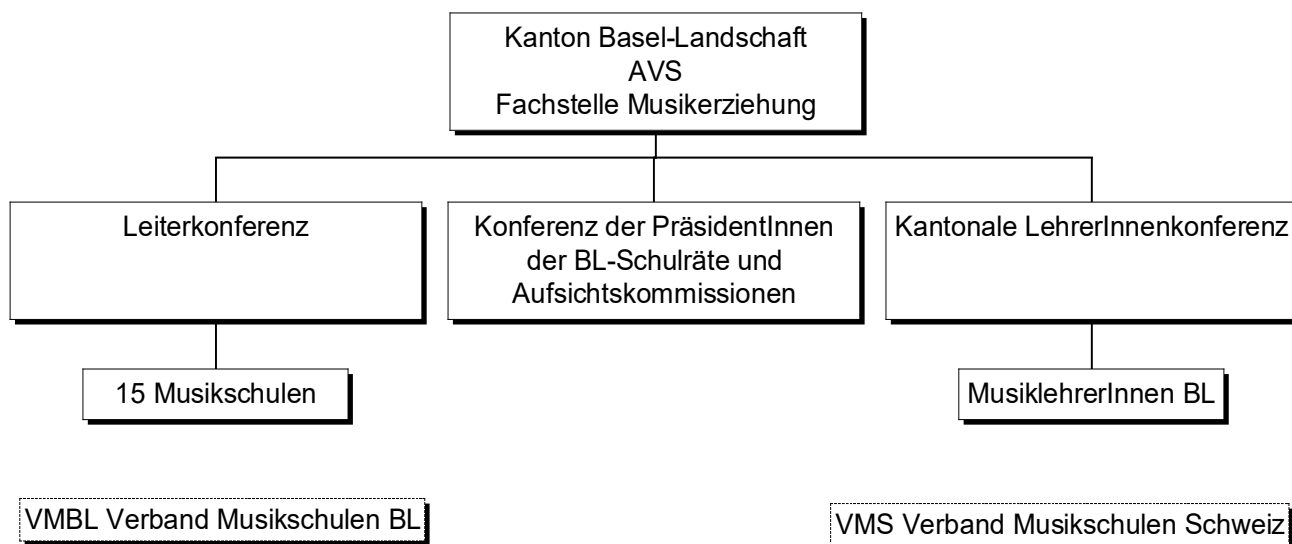 Kanton Basel-Landschaft
AVS
Fachstelle Musikerziehung
Leiterkonferenz
Konferenz der PräsidentInnen
der BL-Schulräte und
Aufsichtskommissionen
Kantonale LehrerInnenkonferenz
15 Musikschulen
MusiklehrerInnen BL
VMBL Verband Musikschulen BL
VMS Verband Musikschulen Schweiz